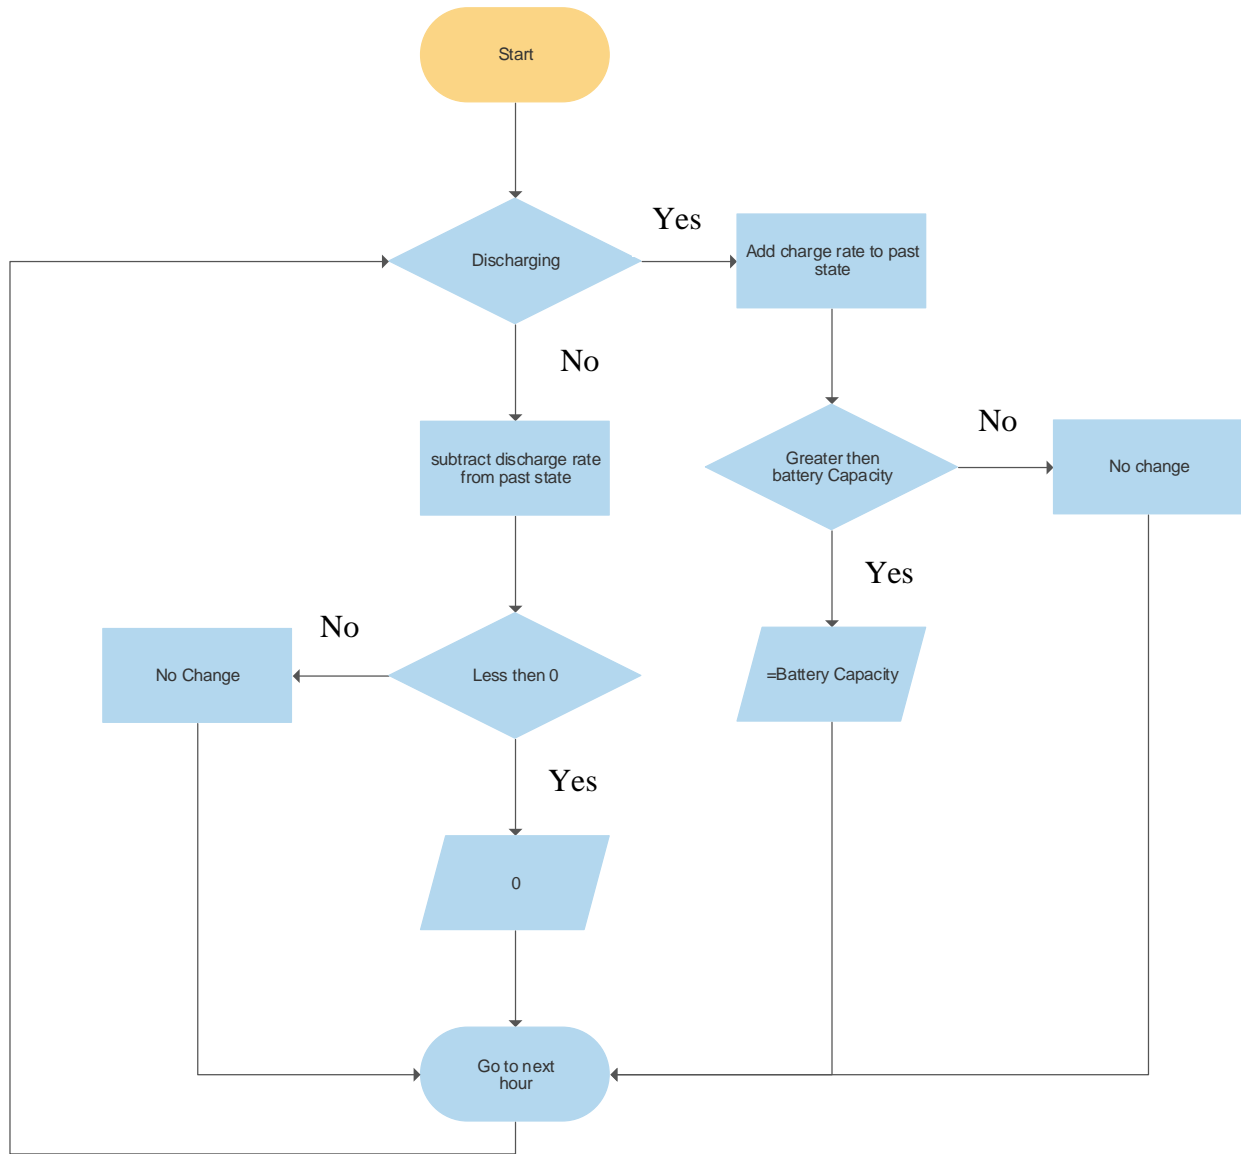 Start
Discharging
Yes
Add charge rate to past
state
No
subtract discharge rate
from past state
Greater then
battery Capacity
No
No change
Yes
=Battery Capacity
Less then 0
No
No Change
Yes
0
Go to next
hour